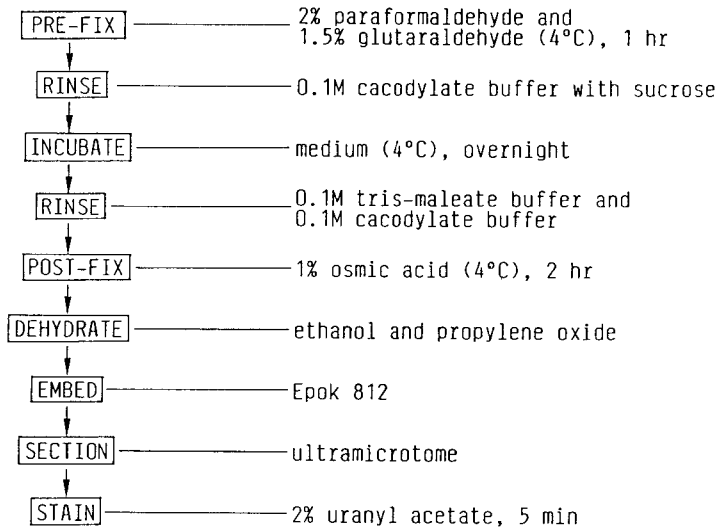 PRE-FIX
2% paraformaldehyde and
1.5% glutaraldehyde (4°C), 1 hr
RINSE
0.1M cacodylate buffer with sucrose
INCUBATE
medium (4°C), overnight
RINSE
0.1M tris-maleate buffer and
0.1M cacodylate buffer
POST-FIX
1% osmic acid (4°C), 2 hr
DEHYDRATE
ethanol and propylene oxide
EMBED
Epok 812
SECTION
ultramicrotome
STAIN
2% uranyl acetate, 5 min